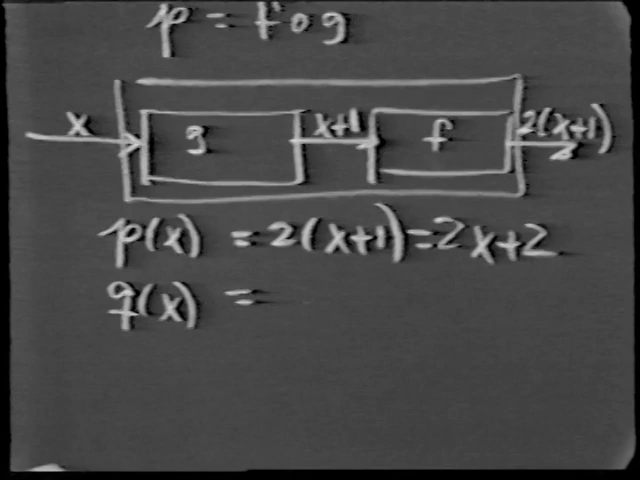 p = f o g
x g x+1 f 2(x+1)
p(x) = 2(x+1) = 2x+2
q(x) =